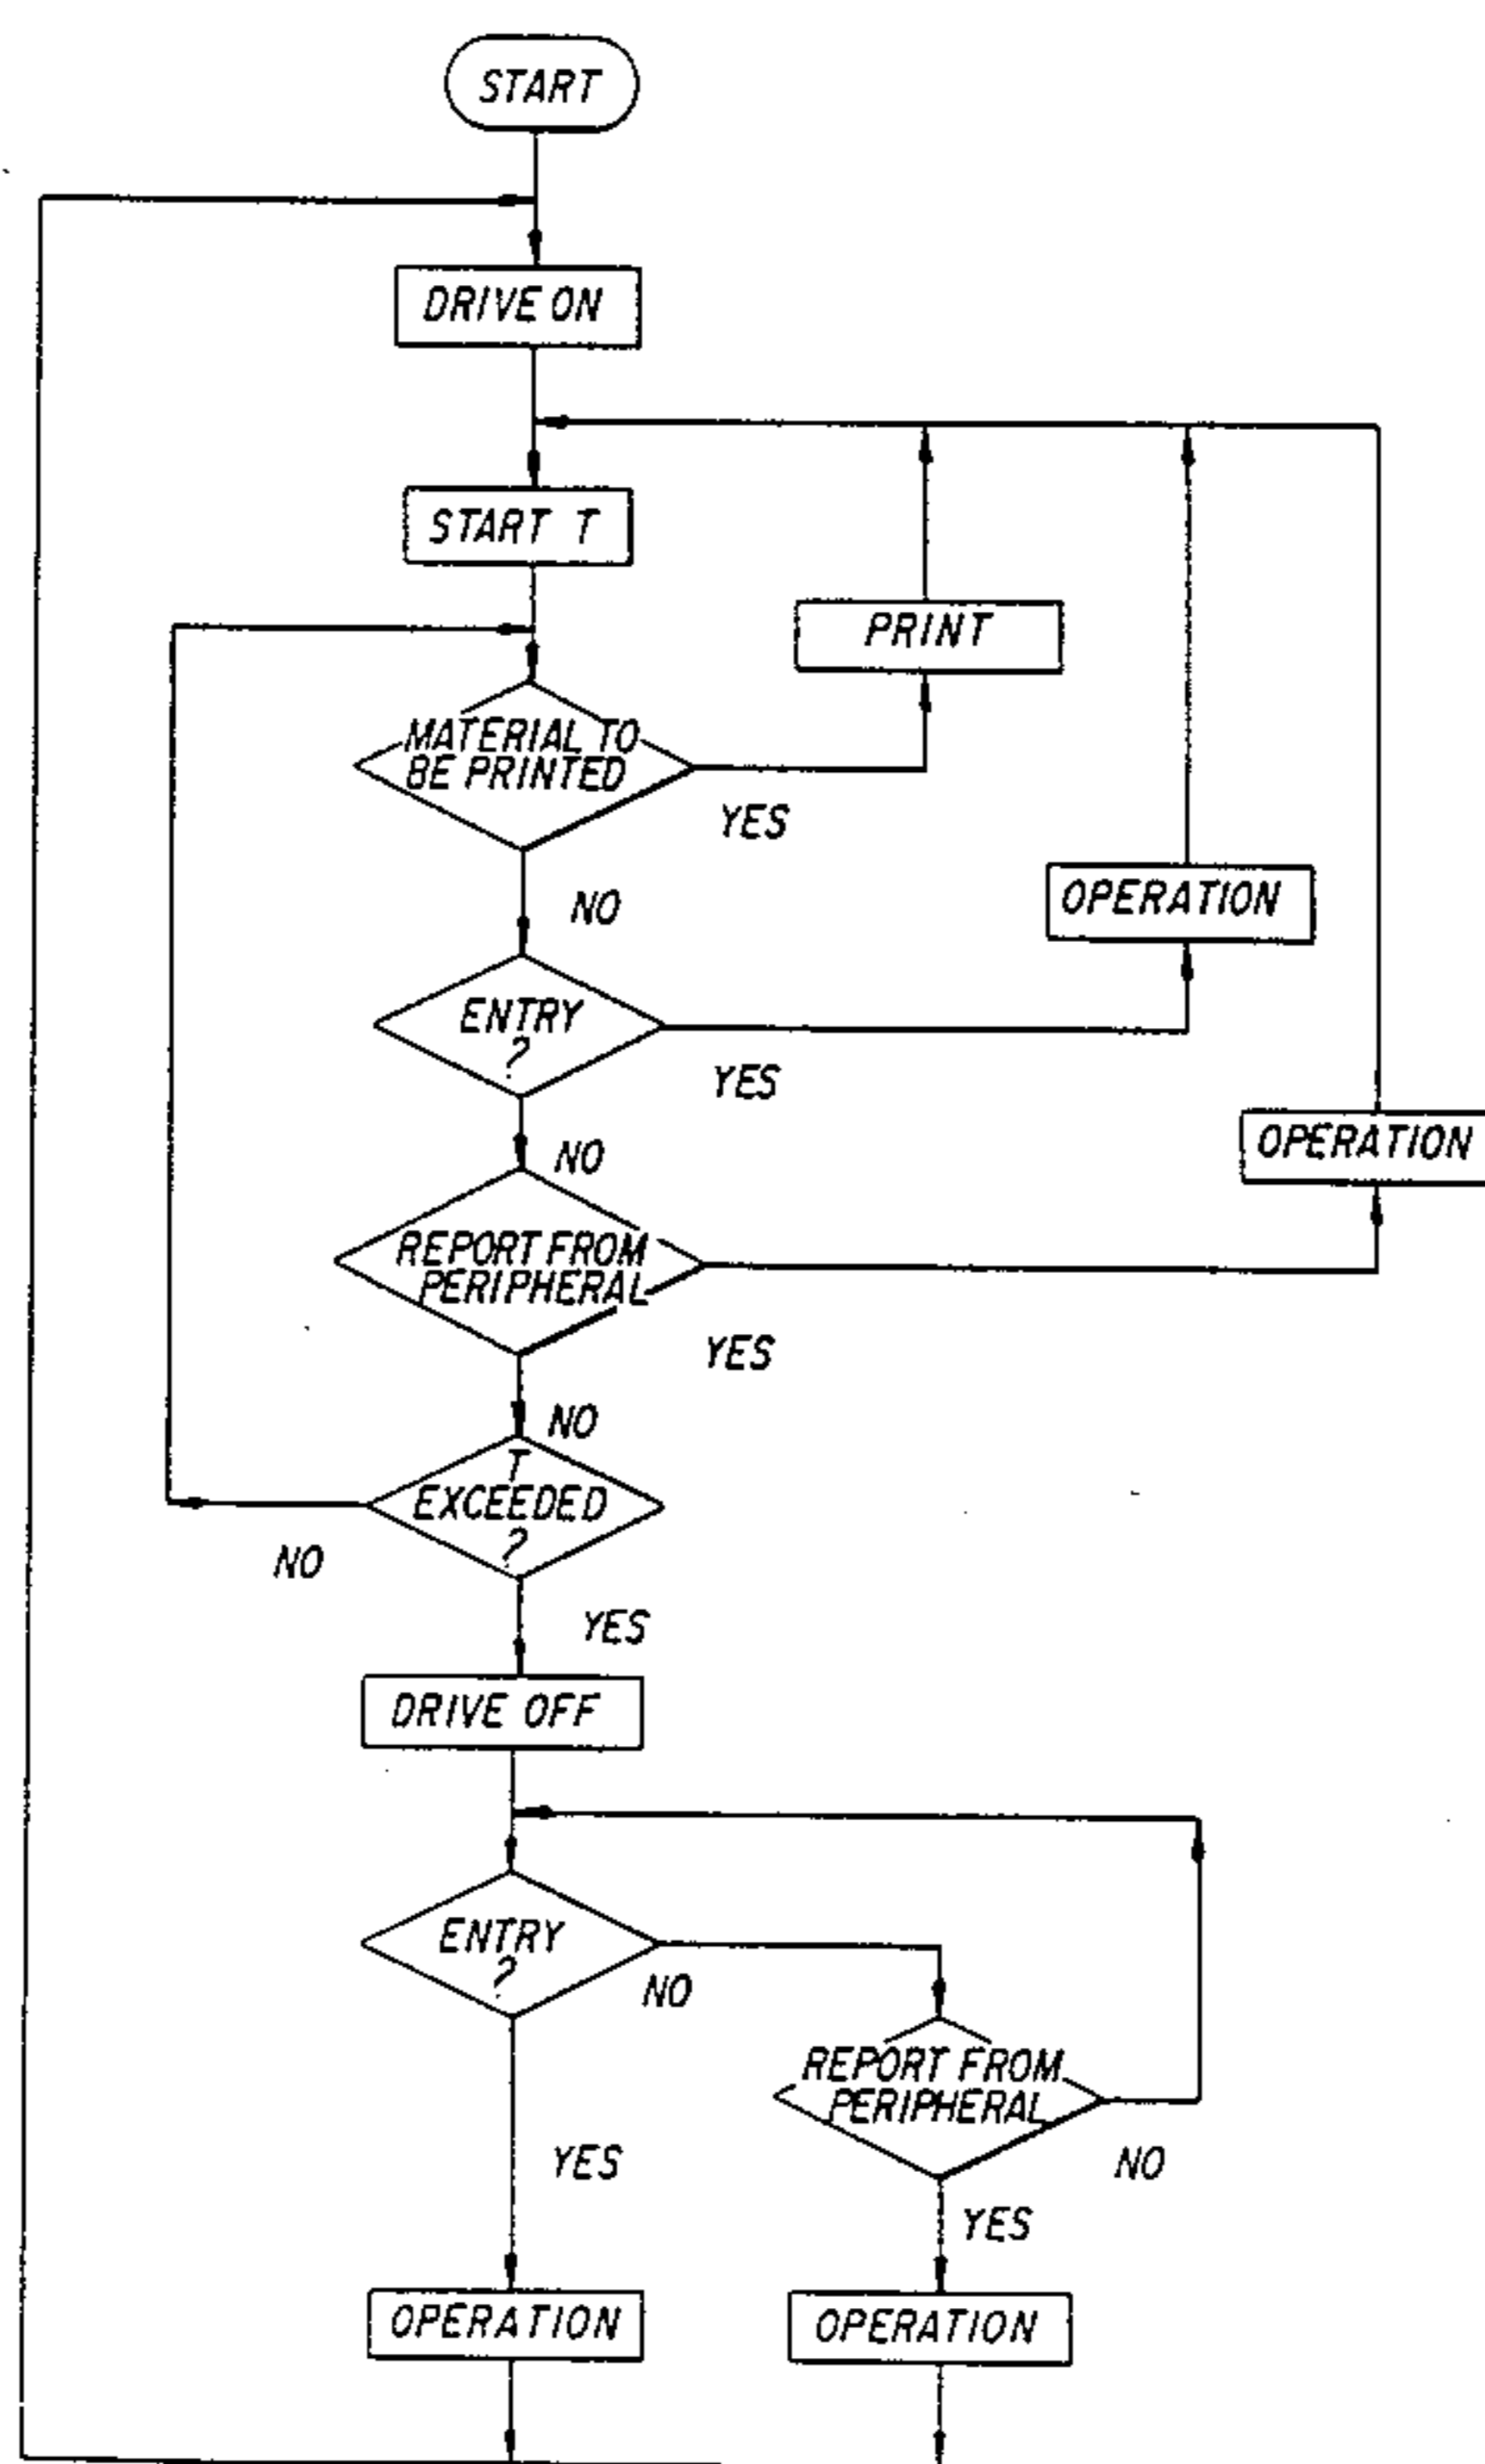 START
DRIVE ON
START T
PRINT
MATERIAL TO
BE PRINTED
YES
NO
OPERATION
ENTRY
?
YES
NO
OPERATION
REPORT FROM
PERIPHERAL
YES
NO
T
EXCEEDED
?
NO
YES
DRIVE OFF
ENTRY
?
NO
REPORT FROM
PERIPHERAL
YES
NO
YES
OPERATION
OPERATION